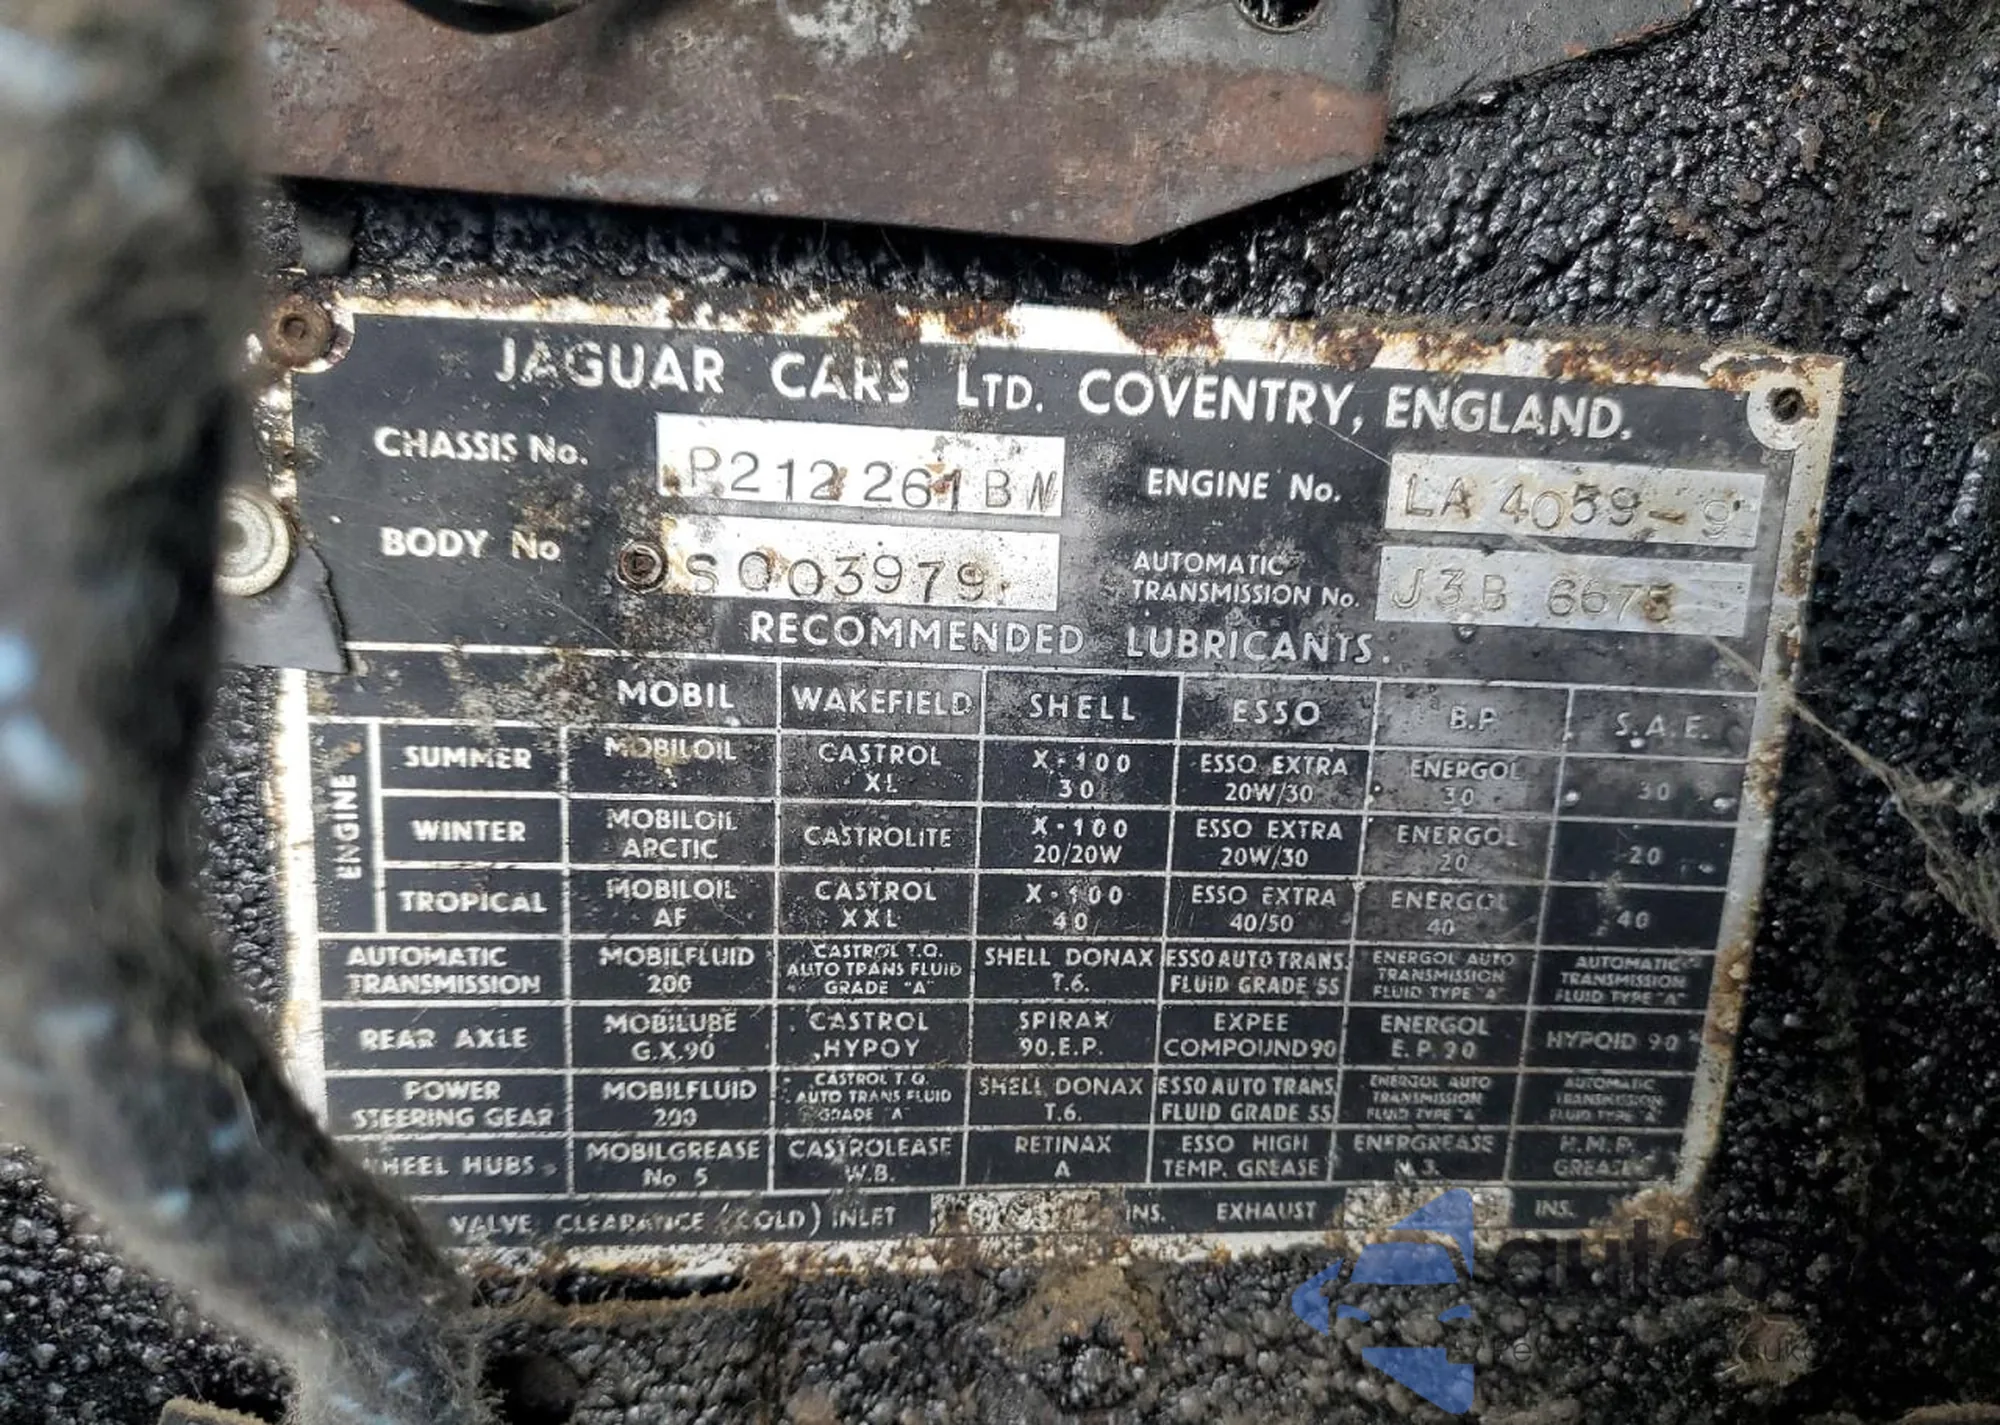 JAGUAR CARS LTD. COVENTRY, ENGLAND.
CHASSIS No. P212261BW ENGINE No. LA 4059-9
BODY No SQ03979 AUTOMATIC TRANSMISSION No. J3B 6675
RECOMMENDED LUBRICANTS.
MOBIL WAKEFIELD SHELL ESSO B.P. S.A.E.
ENGINE
SUMMER MOBILOIL A CASTROL XL X-100 30 ESSO EXTRA 20W/30 ENERGOL 30 30
WINTER MOBILOIL ARCTIC CASTROLITE X-100 20/20W ESSO EXTRA 20W/30 ENERGOL 20 20
TROPICAL MOBILOIL AF CASTROL XXL X-100 40 ESSO EXTRA 40/50 ENERGOL 40 40
AUTOMATIC TRANSMISSION MOBILFLUID 200 CASTROL T.Q. AUTO TRANS FLUID GRADE "A" SHELL DONAX T.6. ESSO AUTO TRANS. FLUID GRADE 55 ENERGOL AUTO TRANSMISSION FLUID TYPE "A" AUTOMATIC TRANSMISSION FLUID TYPE "A"
REAR AXLE MOBILUBE G.X.90 CASTROL HYPOY SPIRAX 90.E.P. EXPEE COMPOUND 90 ENERGOL E.P.90 HYPOID 90
POWER STEERING GEAR MOBILFLUID 200 CASTROL T.Q. AUTO TRANS FLUID GRADE "A" SHELL DONAX T.6. ESSO AUTO TRANS. FLUID GRADE 55 ENERGOL AUTO TRANSMISSION FLUID TYPE "A" AUTOMATIC TRANSMISSION FLUID TYPE "A"
WHEEL HUBS MOBILGREASE No 5 CASTROLEASE W.B. RETINAX A ESSO HIGH TEMP. GREASE ENERGREASE N.3. H.M.P. GREASE
VALVE CLEARANCE (COLD) INLET INS. EXHAUST INS.